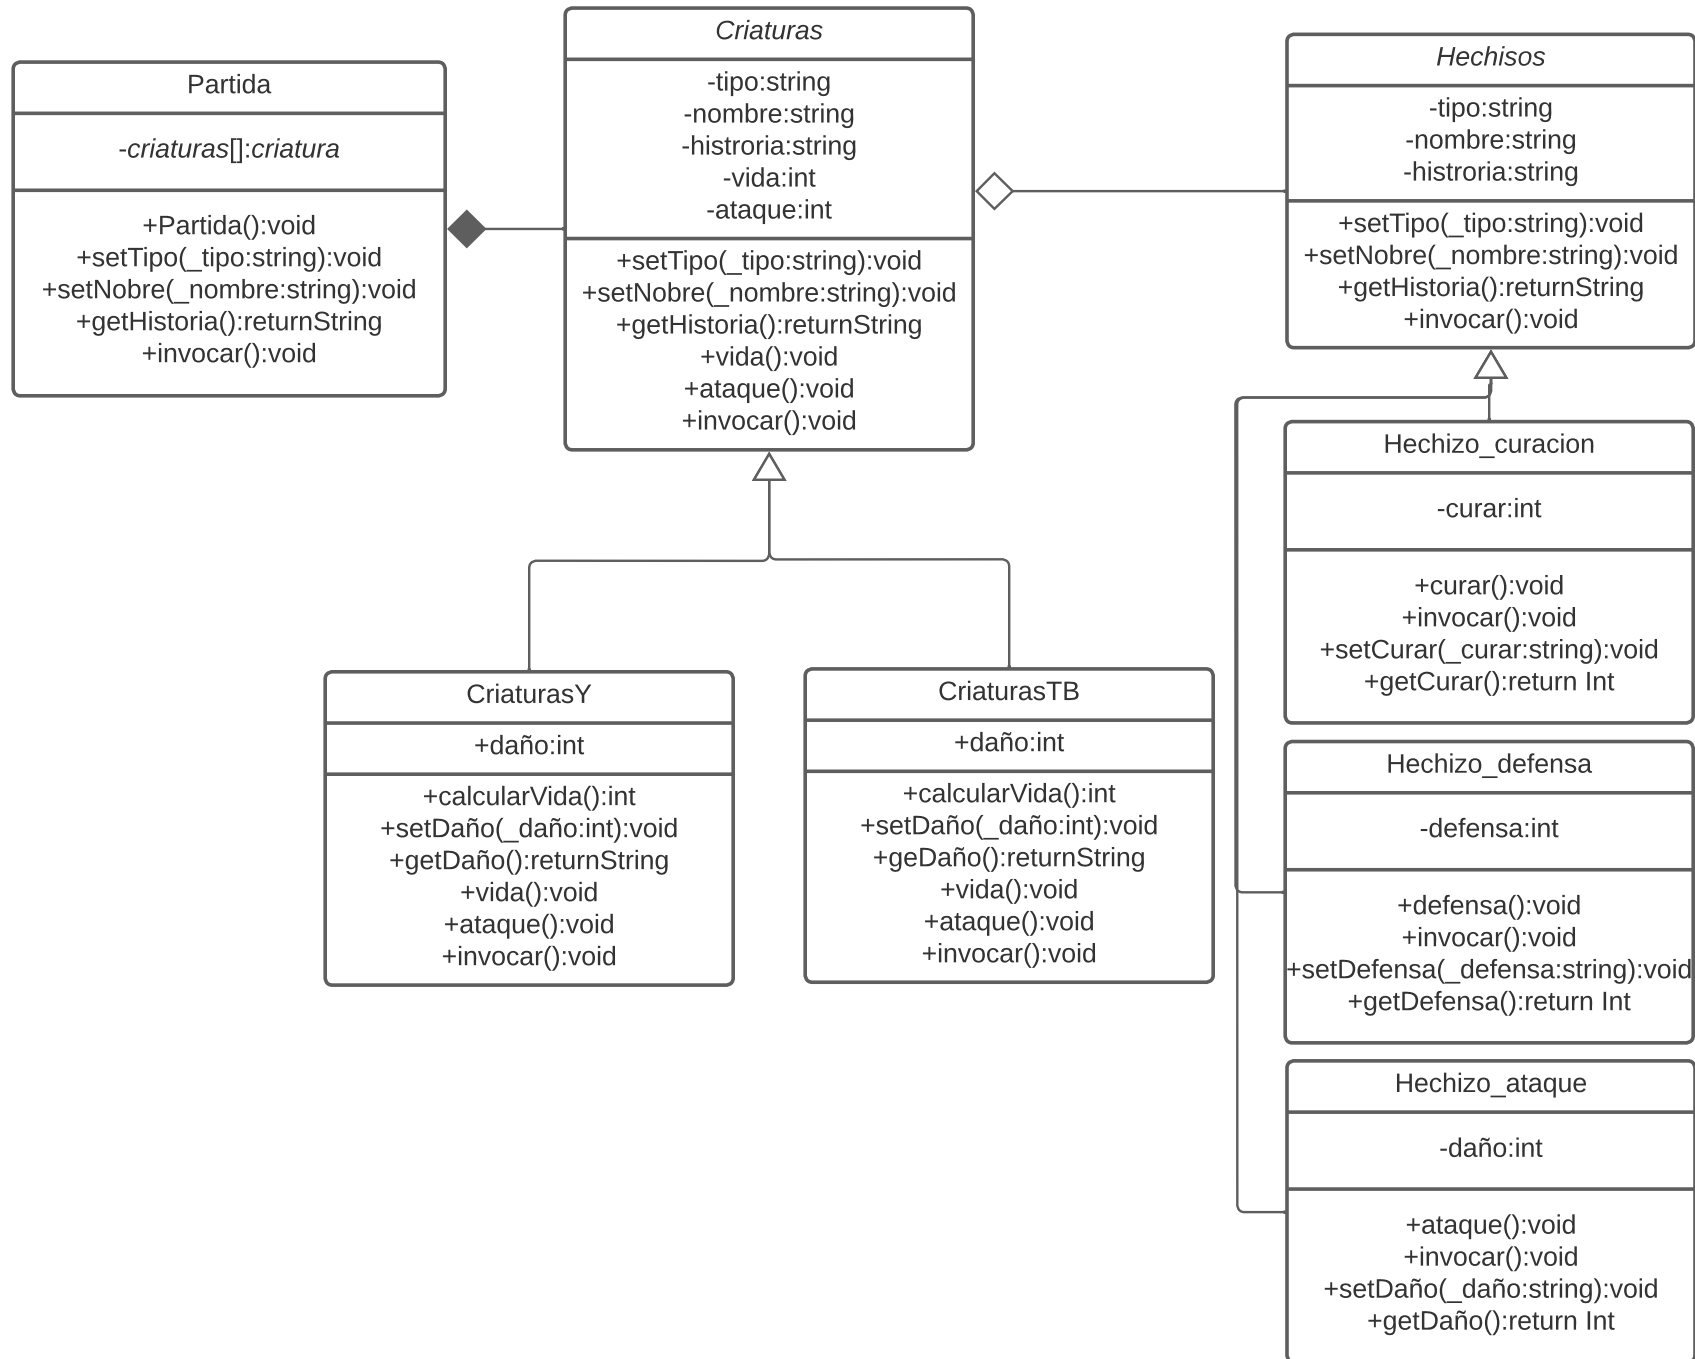 Partida
-criaturas[]:criatura
+Partida():void
+setTipo(_tipo:string):void
+setNobre(_nombre:string):void
+getHistoria():returnString
+invocar():void
Criaturas
-tipo:string
-nombre:string
-histroria:string
-vida:int
-ataque:int
+setTipo(_tipo:string):void
+setNobre(_nombre:string):void
+getHistoria():returnString
+vida():void
+ataque():void
+invocar():void
Hechisos
-tipo:string
-nombre:string
-histroria:string
+setTipo(_tipo:string):void
+setNobre(_nombre:string):void
+getHistoria():returnString
+invocar():void
CriaturasY
+daño:int
+calcularVida():int
+setDaño(_daño:int):void
+getDaño():returnString
+vida():void
+ataque():void
+invocar():void
CriaturasTB
+daño:int
+calcularVida():int
+setDaño(_daño:int):void
+geDaño():returnString
+vida():void
+ataque():void
+invocar():void
Hechizo_curacion
-curar:int
+curar():void
+invocar():void
+setCurar(_curar:string):void
+getCurar():return Int
Hechizo_defensa
-defensa:int
+defensa():void
+invocar():void
+setDefensa(_defensa:string):void
+getDefensa():return Int
Hechizo_ataque
-daño:int
+ataque():void
+invocar():void
+setDaño(_daño:string):void
+getDaño():return Int